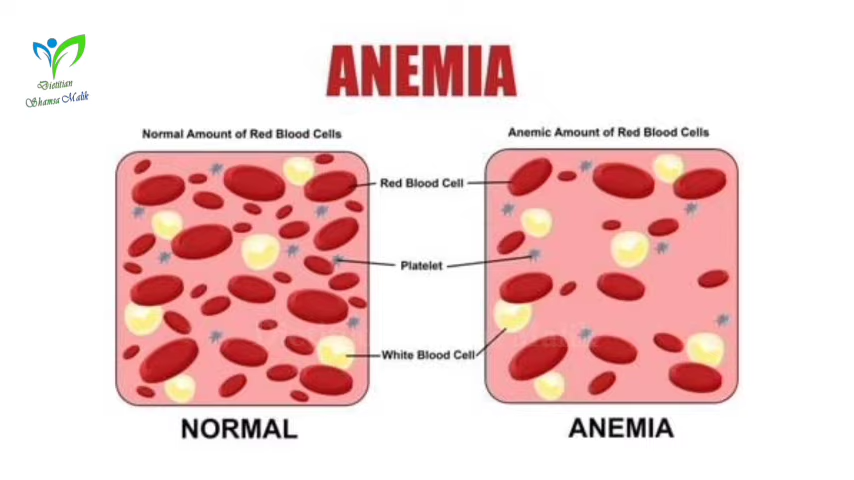 Dietitian
Shamsa Malik
ANEMIA
Normal Amount of Red Blood Cells
Anemic Amount of Red Blood Cells
Red Blood Cell
Platelet
White Blood Cell
NORMAL
ANEMIA